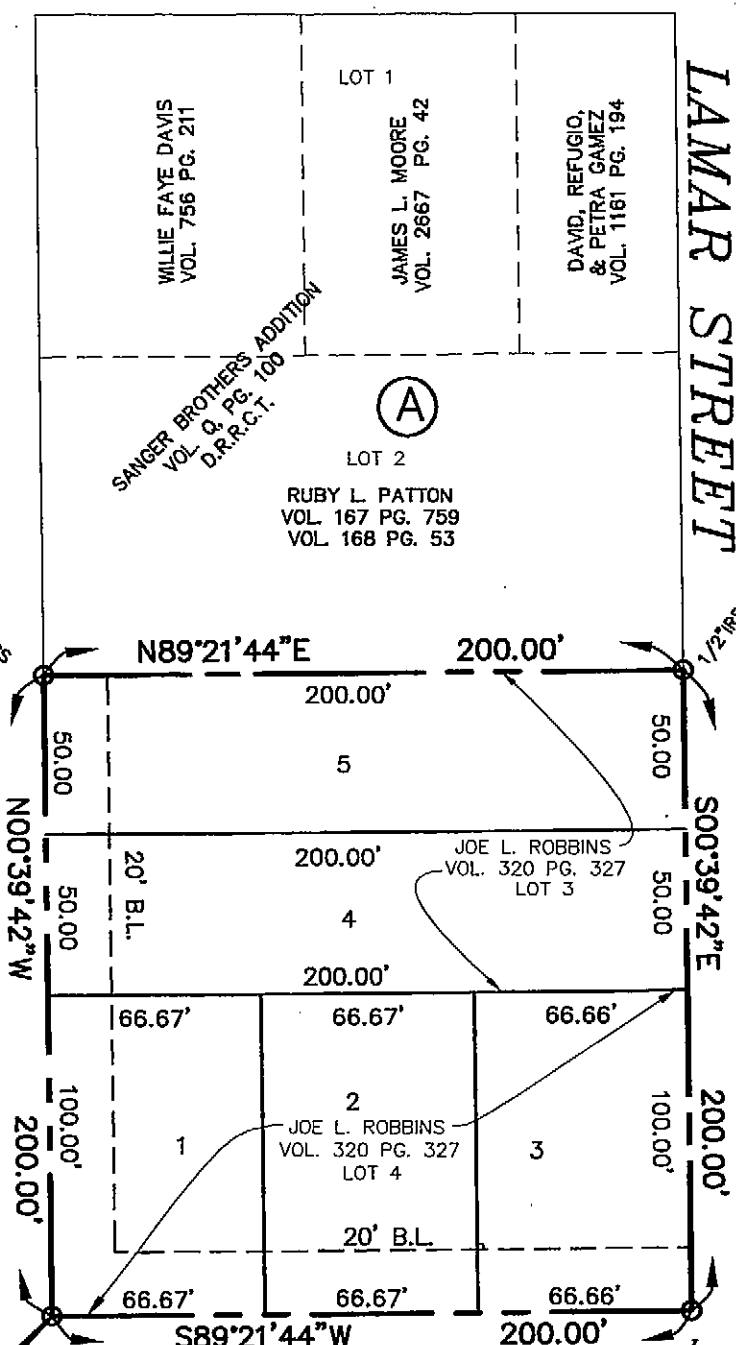 LOT 1
WILLIE FAYE DAVIS
VOL. 756 PG. 211
JAMES L. MOORE
VOL. 2667 PG. 42
DAVID, REFUGIO,
& PETRA GAMEZ
VOL. 1161 PG. 194
LAMAR STREET
SANGER BROTHERS ADDITION
VOL. Q, PG. 100
D.R.R.C.T.
A
LOT 2
RUBY L. PATTON
VOL. 167 PG. 759
VOL. 168 PG. 53
N89°21'44"E 200.00'
200.00'
50.00
50.00
5
N00°39'42"W
S00°39'42"E
200.00'
JOE L. ROBBINS
VOL. 320 PG. 327
LOT 3
20' B.L.
50.00
50.00
4
200.00'
66.67' 66.67' 66.66'
100.00'
200.00'
100.00'
200.00'
2
JOE L. ROBBINS
VOL. 320 PG. 327
LOT 4
1
3
20' B.L.
66.67' 66.67' 66.66'
S89°21'44"W 200.00'